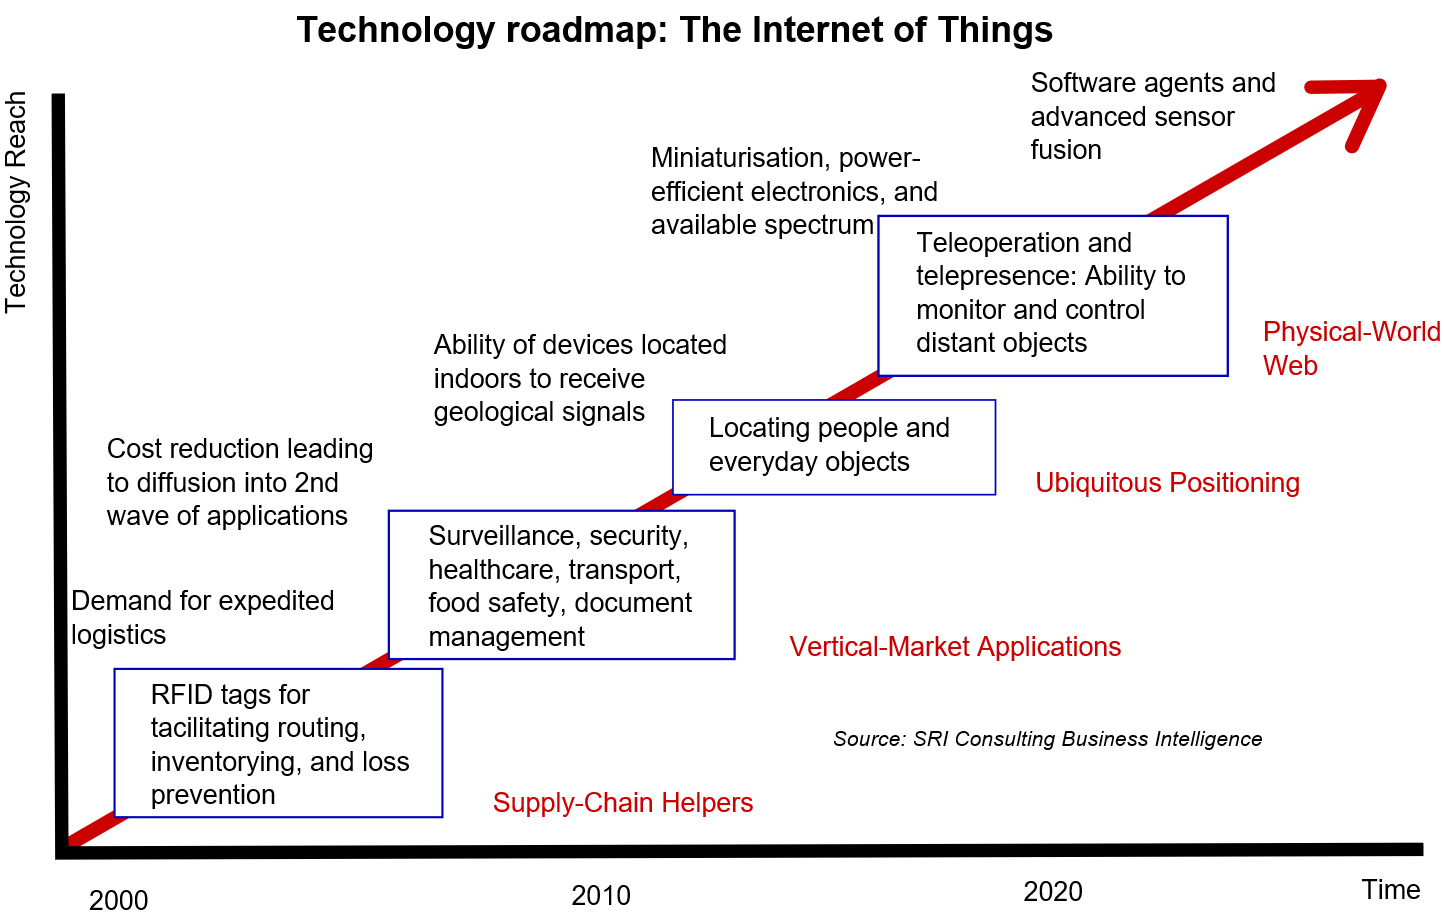 Technology roadmap: The Internet of Things
Technology Reach
Software agents and
advanced sensor
fusion
Miniaturisation, power-
efficient electronics, and
available spectrum
Teleoperation and
telepresence: Ability to
monitor and control
distant objects
Physical-World
Web
Ability of devices located
indoors to receive
geological signals
Locating people and
everyday objects
Ubiquitous Positioning
Cost reduction leading
to diffusion into 2nd
wave of applications
Surveillance, security,
healthcare, transport,
food safety, document
management
Vertical-Market Applications
Demand for expedited
logistics
RFID tags for
tacilitating routing,
inventorying, and loss
prevention
Supply-Chain Helpers
Source: SRI Consulting Business Intelligence
2000
2010
2020
Time